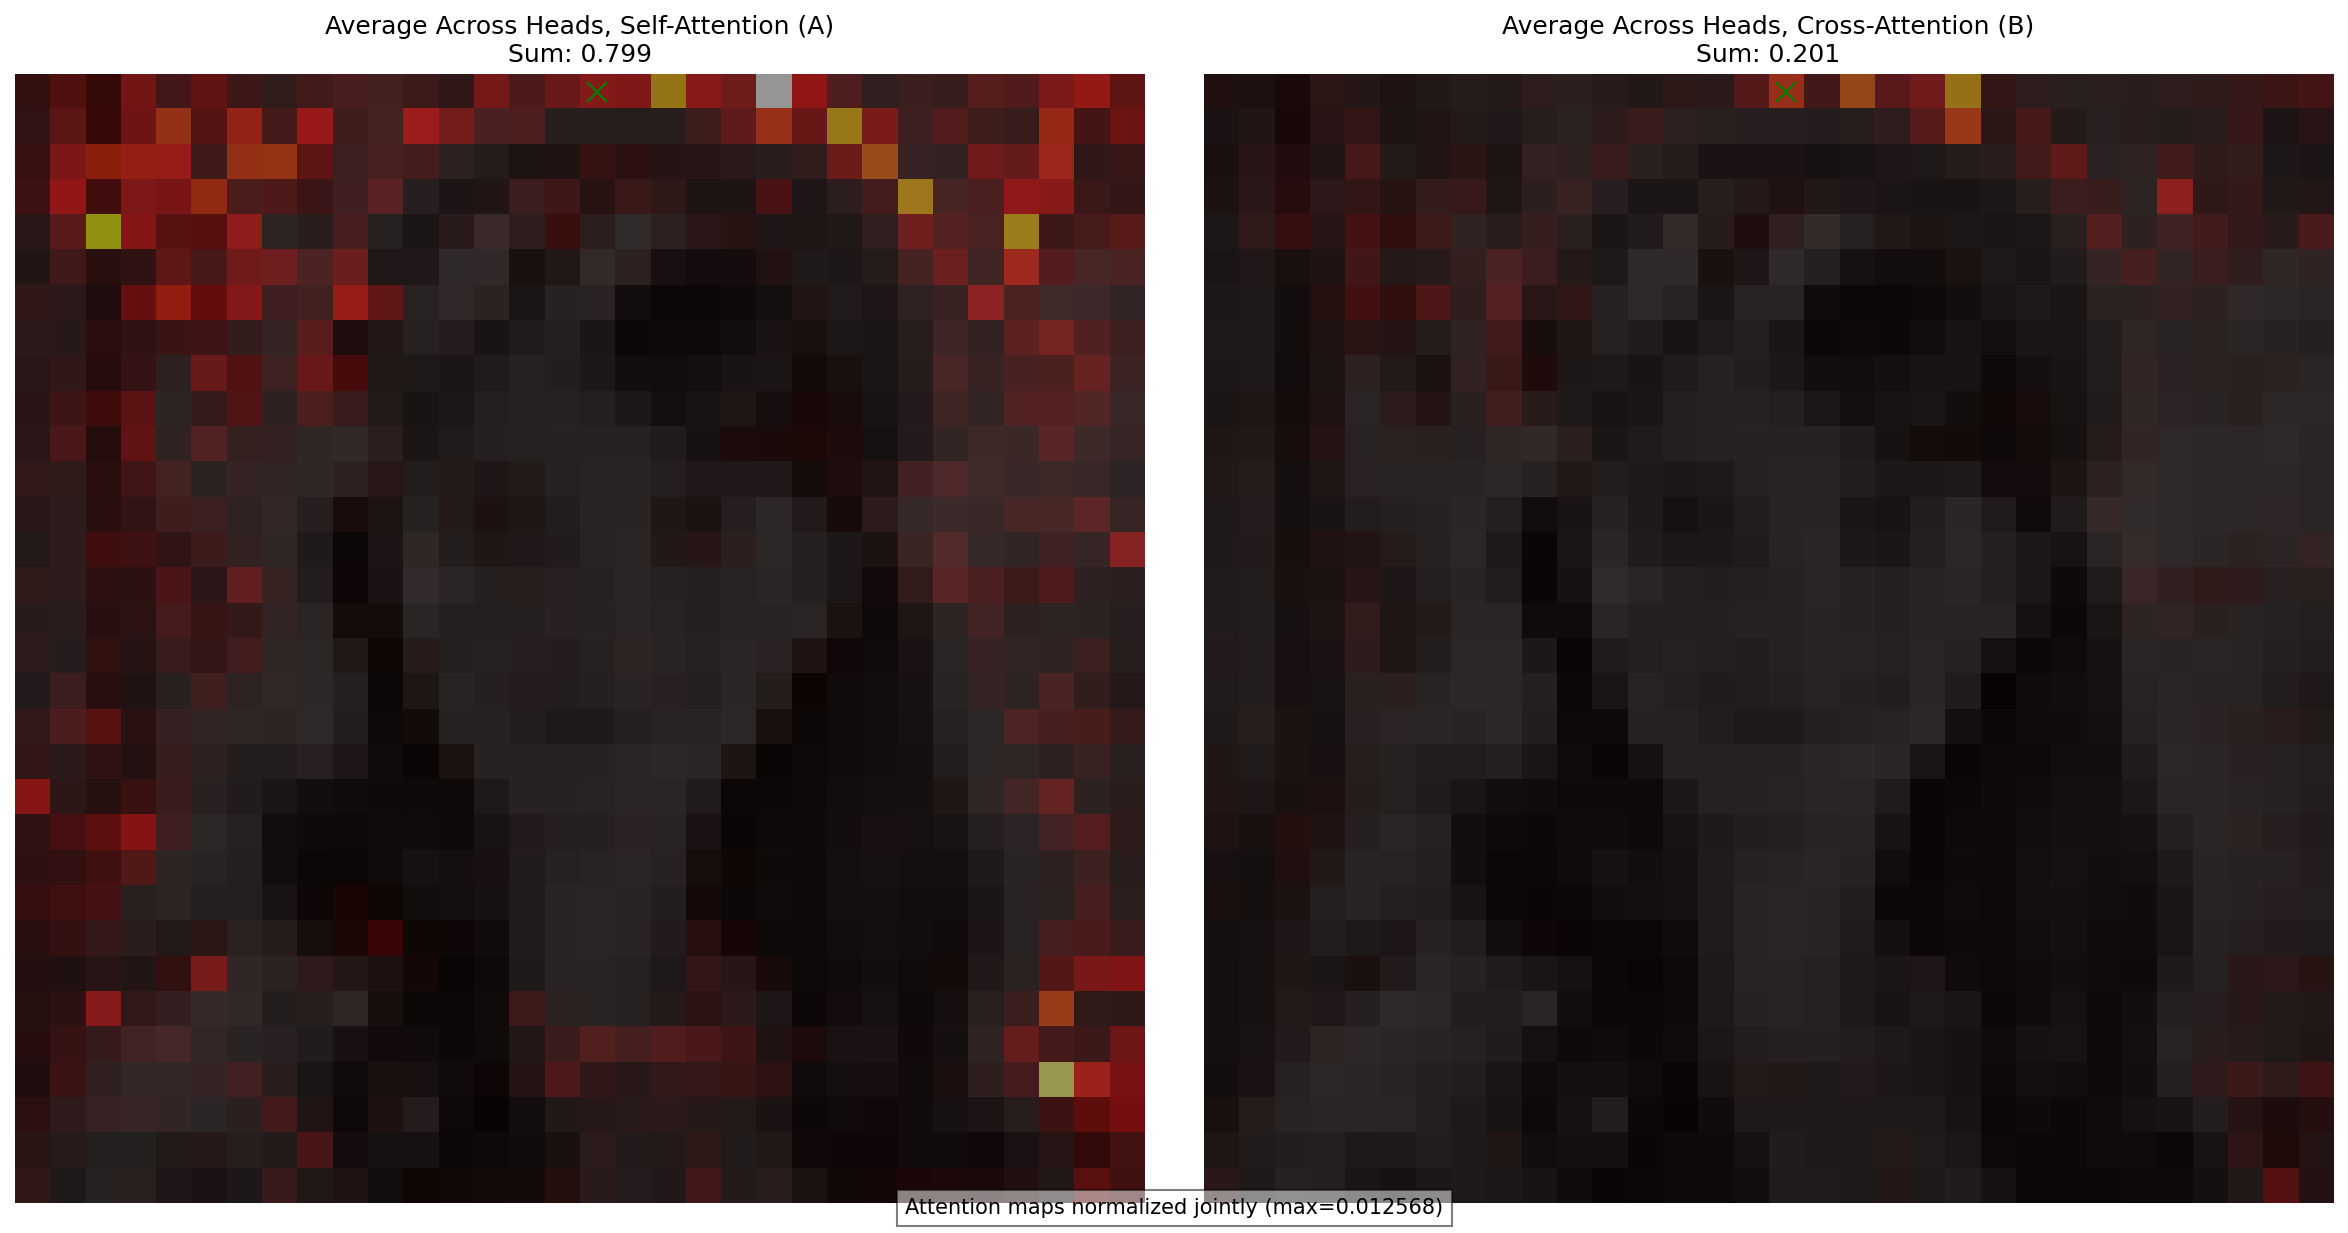 Average Across Heads, Self-Attention (A)
Sum: 0.799
Average Across Heads, Cross-Attention (B)
Sum: 0.201
Attention maps normalized jointly (max=0.012568)